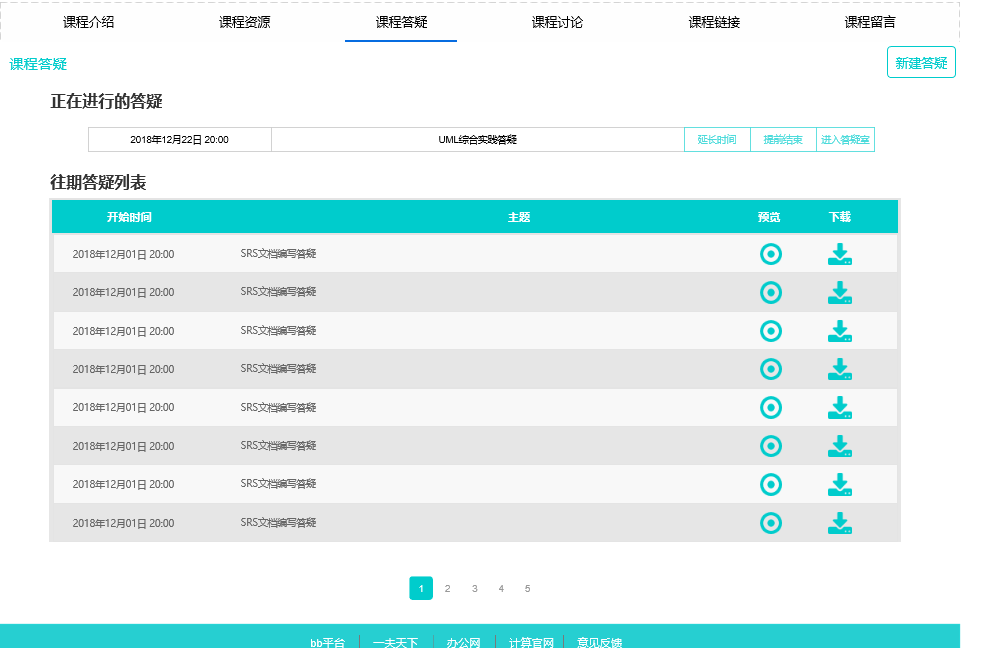 课程介绍 课程资源 课程答疑 课程讨论 课程链接 课程留言
课程答疑 新建答疑
正在进行的答疑
2018年12月22日 20:00 UML综合实践答疑 延长时间 提前结束 进入答疑室
往期答疑列表
开始时间 主题 预览 下载
2018年12月01日 20:00 SRS文档编写答疑
2018年12月01日 20:00 SRS文档编写答疑
2018年12月01日 20:00 SRS文档编写答疑
2018年12月01日 20:00 SRS文档编写答疑
2018年12月01日 20:00 SRS文档编写答疑
2018年12月01日 20:00 SRS文档编写答疑
2018年12月01日 20:00 SRS文档编写答疑
2018年12月01日 20:00 SRS文档编写答疑
1 2 3 4 5
bb平台 一夫天下 办公网 计算官网 意见反馈